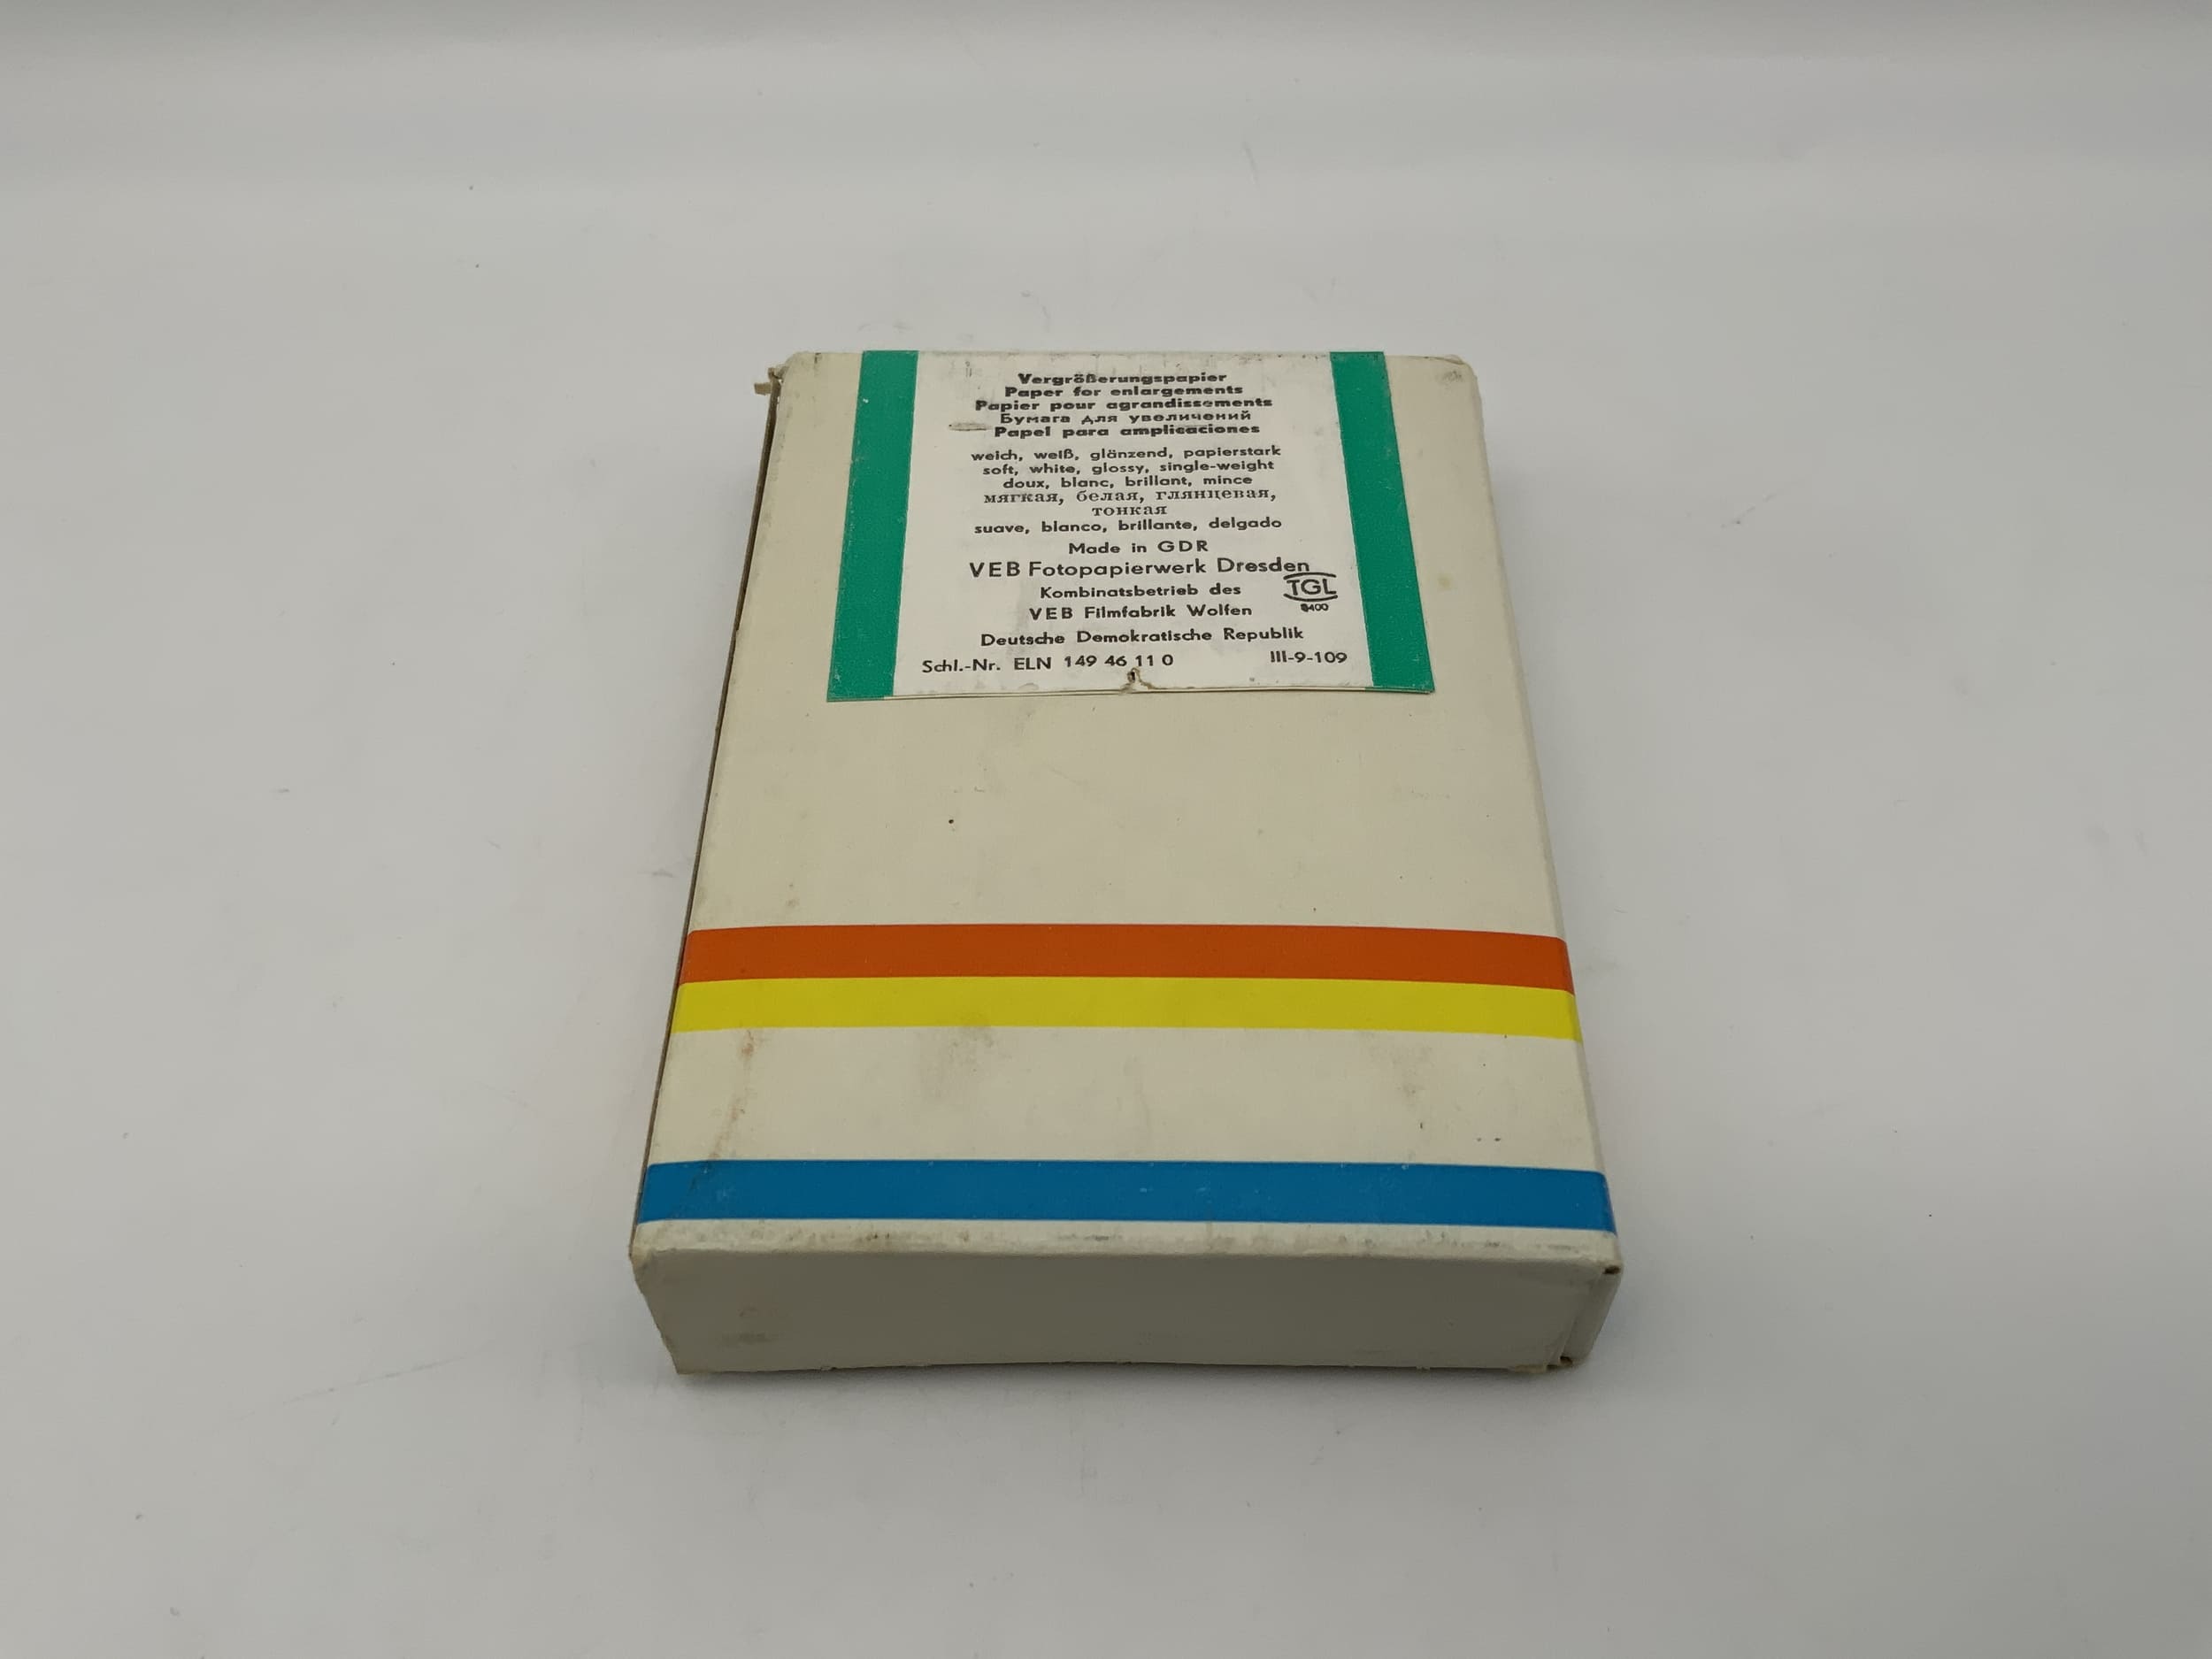 Vergrößerungspapier
Paper for enlargements
Papier pour agrandissements
Бумага для увеличений
Papel para amplicaciones
weich, weiß, glänzend, papierstark
soft, white, glossy, single-weight
doux, blanc, brillant, mince
мягкая, белая, глянцевая,
тонкая
suave, blanco, brillante, delgado
Made in GDR
VEB Fotopapierwerk Dresden
Kombinatsbetrieb des
TGL
VEB Filmfabrik Wolfen
Deutsche Demokratische Republik
Schl.-Nr. ELN 149 46 11 0 III-9-109